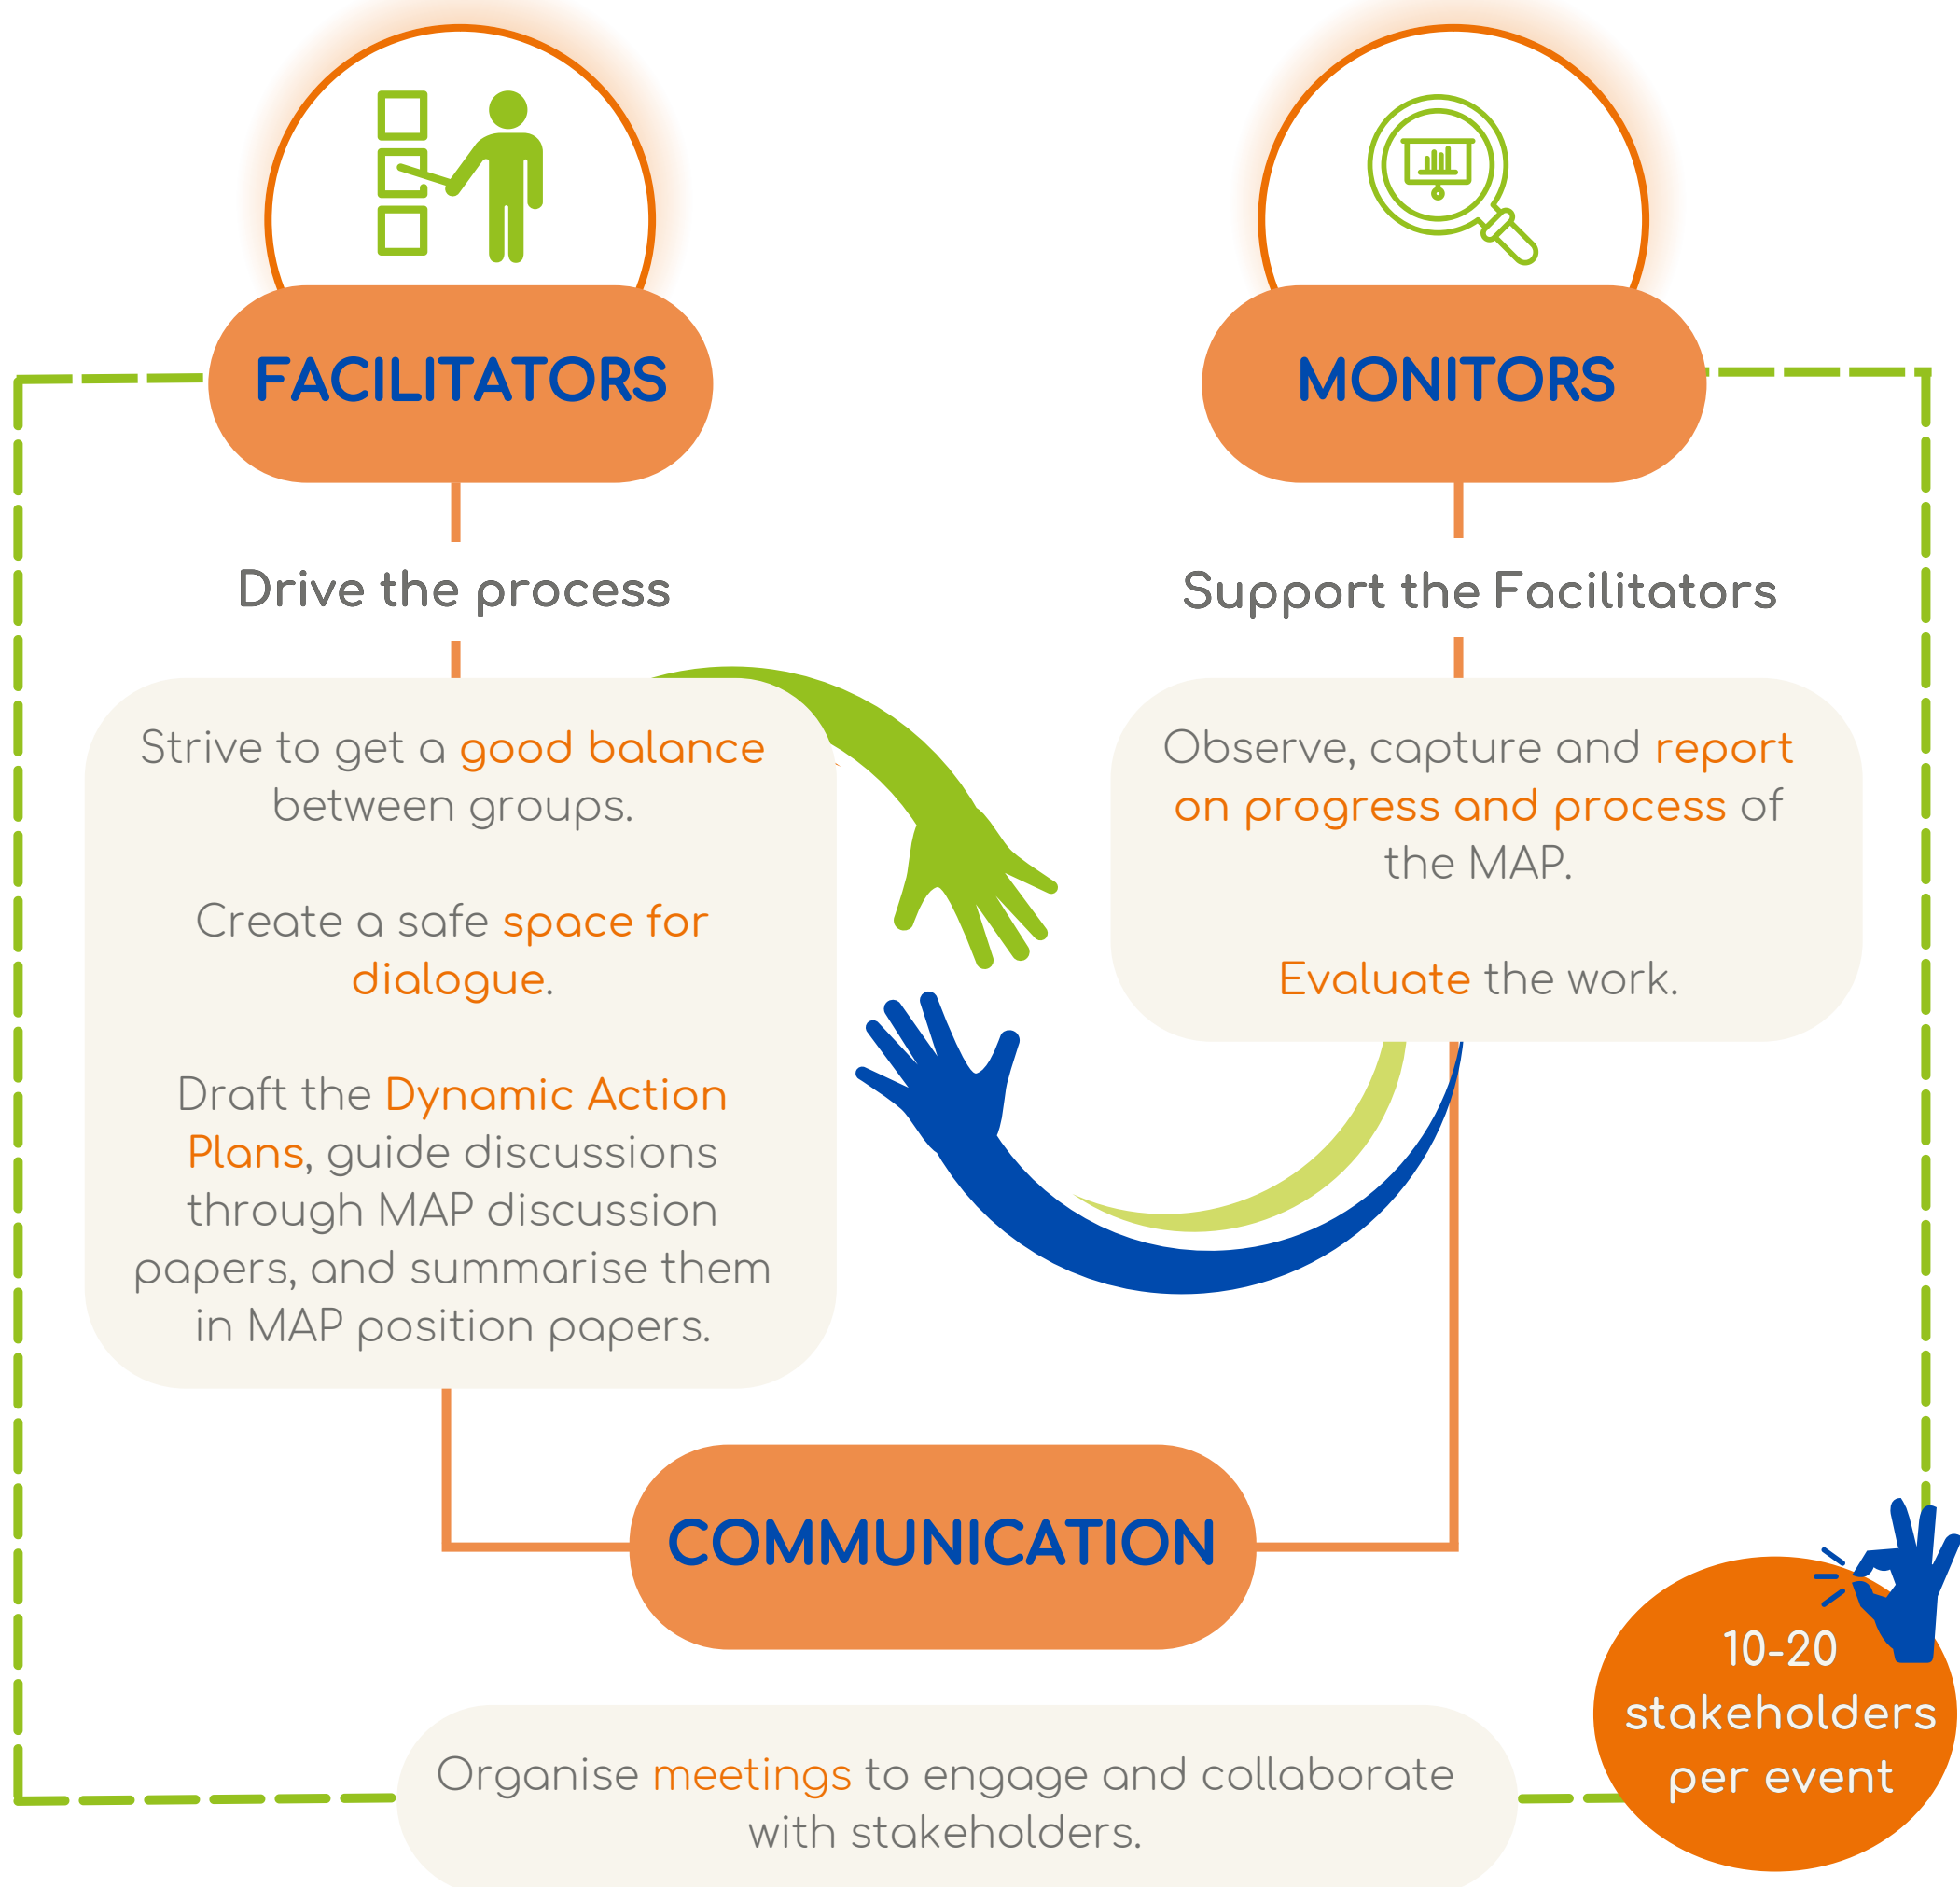 FACILITATORS
Drive the process
Strive to get a good balance
between groups.
Create a safe space for
dialogue.
Draft the Dynamic Action
Plans, guide discussions
through MAP discussion
papers, and summarise them
in MAP position papers.
MONITORS
Support the Facilitators
Observe, capture and report
on progress and process of
the MAP.
Evaluate the work.
COMMUNICATION
Organise meetings to engage and collaborate
with stakeholders.
10-20
stakeholders
per event